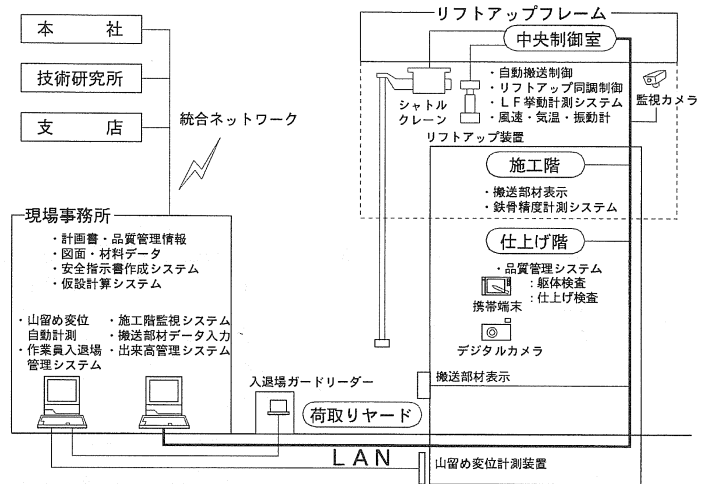 本 社
技術研究所
支 店
統合ネットワーク
現場事務所
・計画書・品質管理情報
・図面・材料データ
・安全指示書作成システム
・仮設計算システム
・山留め変位
自動計測
・作業員入退場
管理システム
・施工階監視システム
・搬送部材データ入力
・出来高管理システム
入退場ガードリーダー
荷取りヤード
LAN
リフトアップフレーム
中央制御室
・自動搬送制御
・リフトアップ同調制御
・LF挙動計測システム
・風速・気温・振動計
シャトル
クレーン
リフトアップ装置
監視カメラ
施工階
・搬送部材表示
・鉄骨精度計測システム
仕上げ階
・品質管理システム
：躯体検査
：仕上げ検査
携帯端末
デジタルカメラ
搬送部材表示
山留め変位計測装置